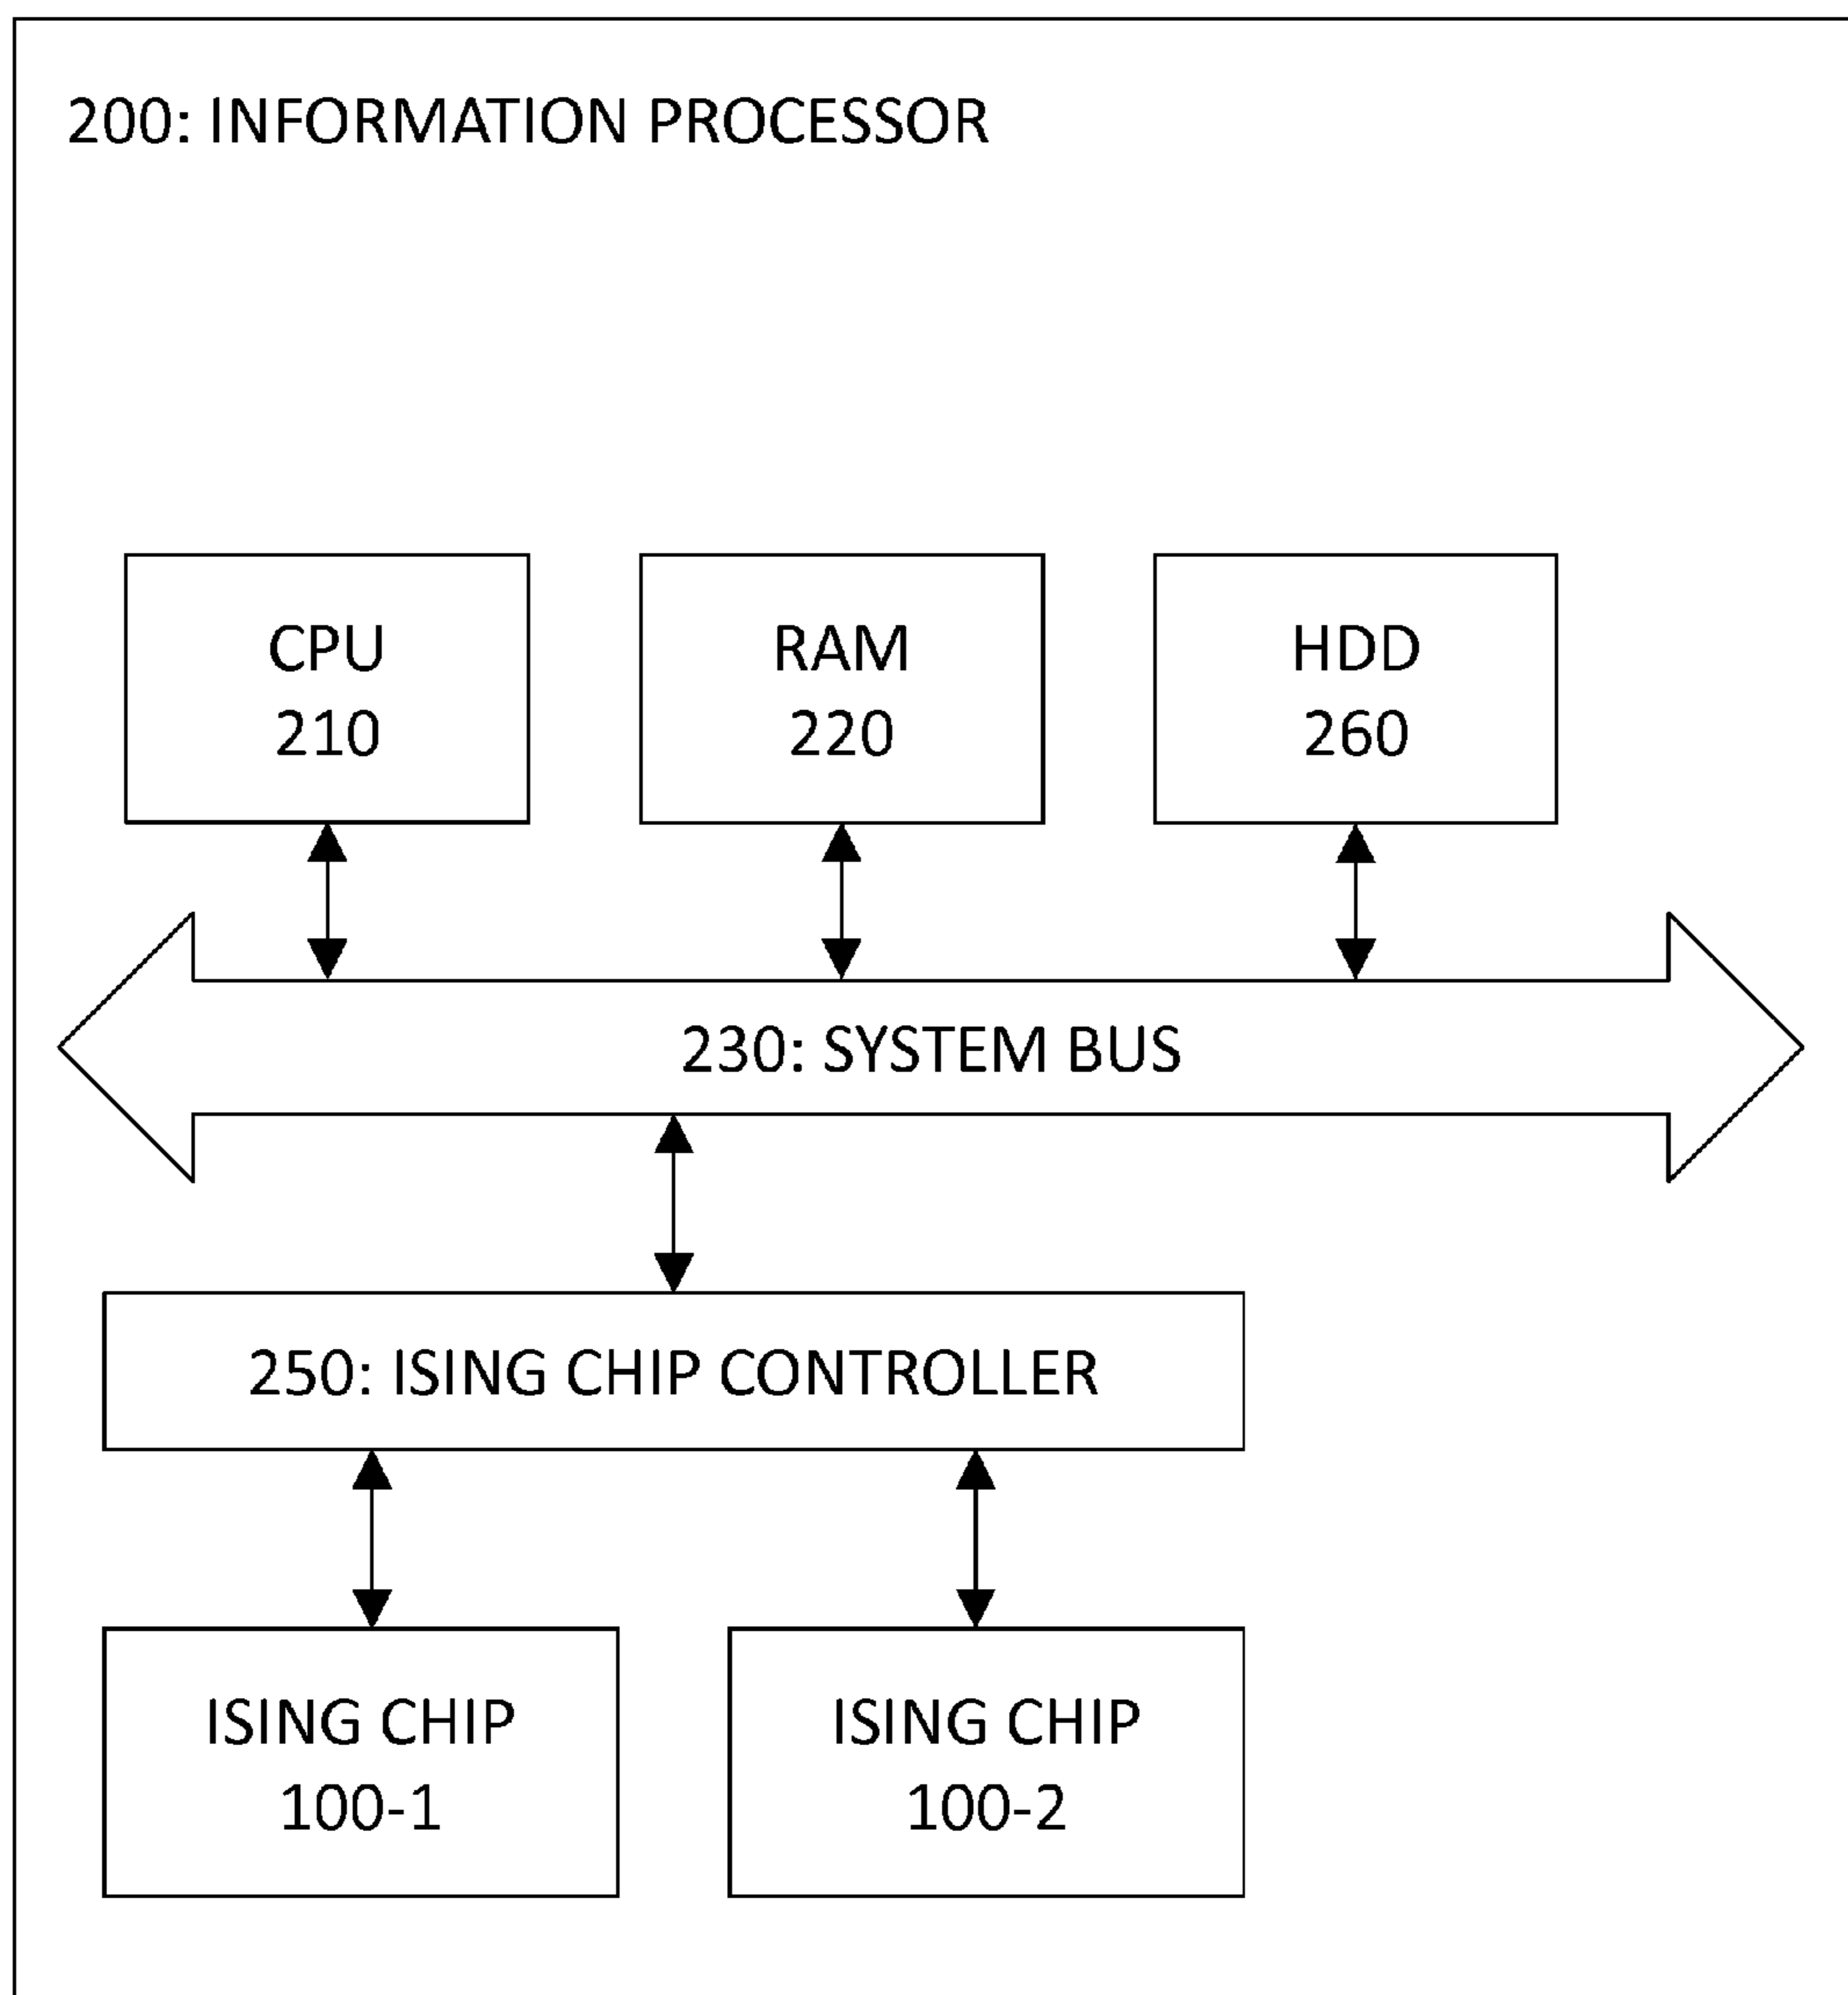 200: INFORMATION PROCESSOR
CPU
210
RAM
220
HDD
260
230: SYSTEM BUS
250: ISING CHIP CONTROLLER
ISING CHIP
100-1
ISING CHIP
100-2